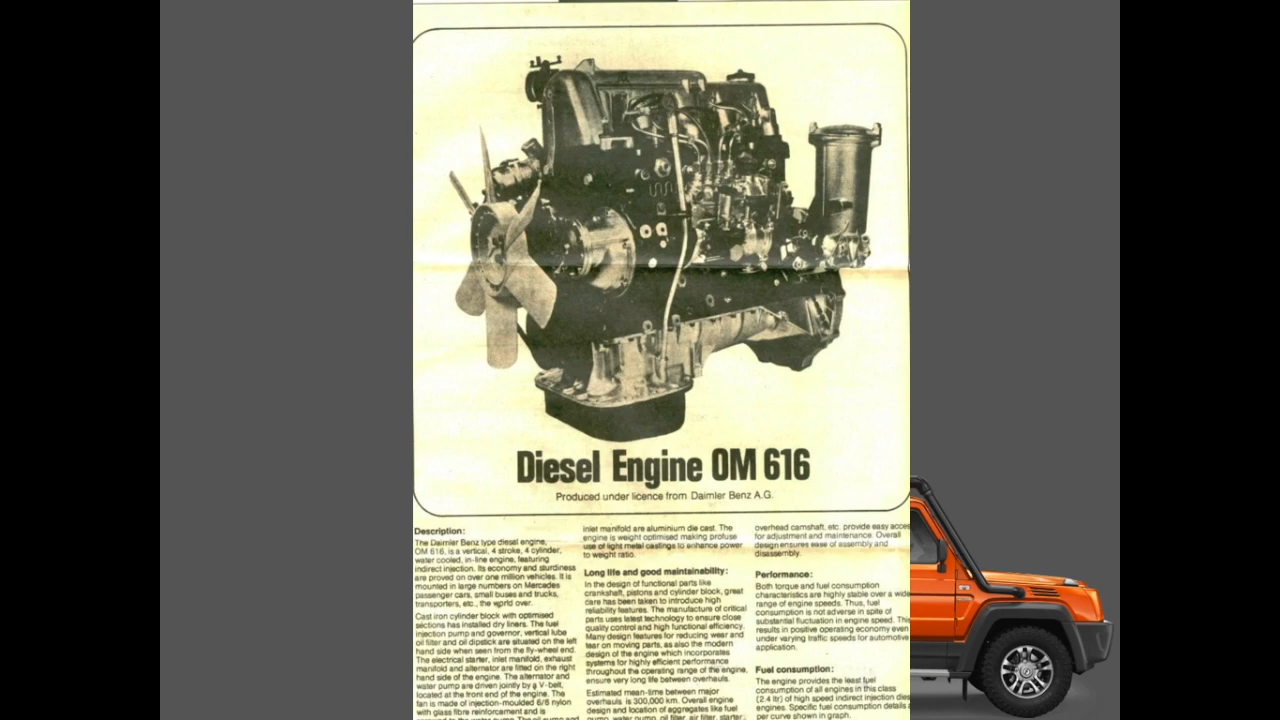 Diesel Engine OM 616
Produced under licence from Daimler Benz A.G.
Description:
The Daimler Benz type diesel engine,
OM 616, is a vertical, 4 stroke, 4 cylinder,
water cooled, in-line engine, featuring
indirect injection. Its economy and sturdiness
are proved on over one million vehicles. It is
mounted in large numbers on Mercedes
passenger cars, small buses and trucks,
transporters, etc., the world over.
Cast iron cylinder block with optimised
sections has installed dry liners. The fuel
injection pump and governor, vertical lube
oil filter and oil dipstick are situated on the left
hand side when seen from the fly-wheel end.
The electrical starter, inlet manifold, exhaust
manifold and alternator are fitted on the right
hand side of the engine. The alternator and
water pump are driven jointly by a V-belt,
located at the front end of the engine. The
fan is made of injection-moulded 6/6 nylon
with glass fibre reinforcement and is
inlet manifold are aluminium die cast. The
engine is weight optimised making profuse
use of light metal castings to enhance power
to weight ratio.
Long life and good maintainability:
In the design of functional parts like
crankshaft, pistons and cylinder block, great
care has been taken to introduce high
reliability features. The manufacture of critical
parts uses latest technology to ensure close
quality control and high functional efficiency.
Many design features for reducing wear and
tear on moving parts, as also the modern
design of the engine which incorporates
systems for highly efficient performance
throughout the operating range of the engine,
ensure very long life between overhauls.
Estimated mean-time between major
overhauls is 300,000 km. Overall engine
design and location of aggregates like fuel
pump, water pump, oil filter, air filter, starter,
overhead camshaft, etc. provide easy acces
for adjustment and maintenance. Overall
design ensures ease of assembly and
disassembly.
Performance:
Both torque and fuel consumption
characteristics are highly stable over a wide
range of engine speeds. Thus, fuel
consumption is not adverse in spite of
substantial fluctuation in engine speed. This
results in positive operating economy even
under varying traffic speeds for automotive
application.
Fuel consumption:
The engine provides the least fuel
consumption of all engines in this class
(2.4 ltr) of high speed indirect injection dies
engines. Specific fuel consumption details a
per curve shown in graph.